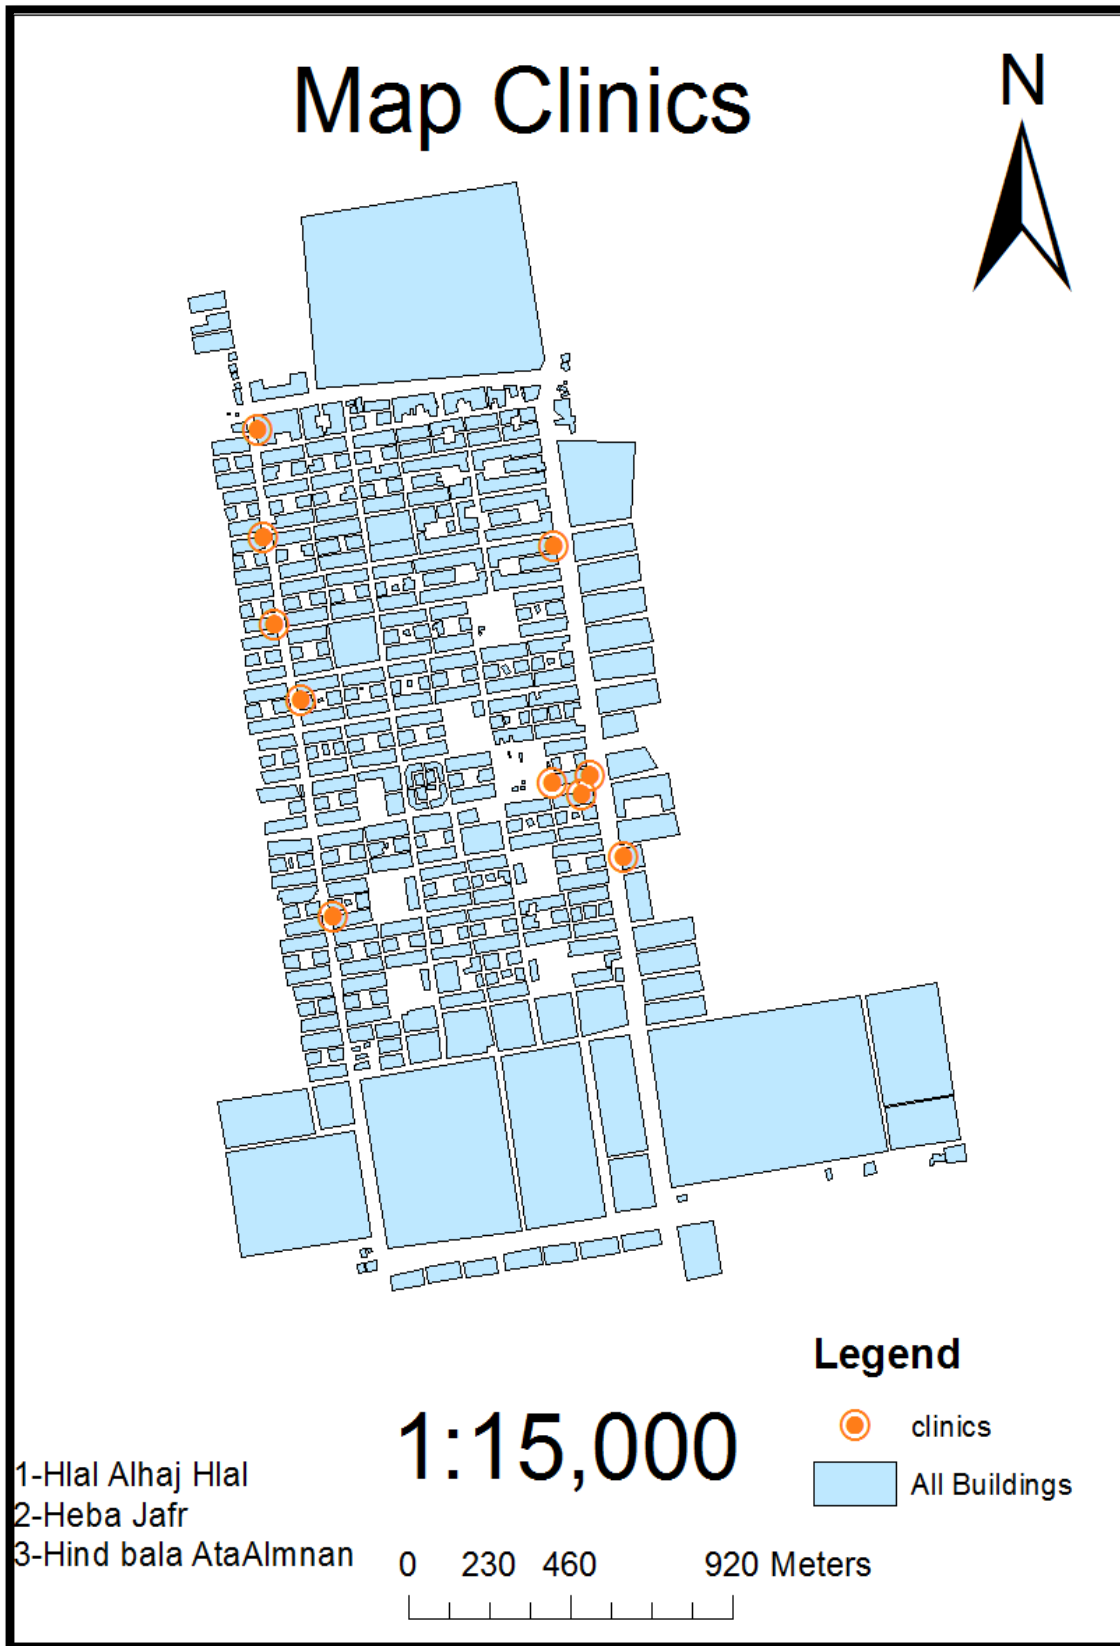 Map Clinics
N
Legend
clinics
All Buildings
1:15,000
1-Hlal Alhaj Hlal
2-Heba Jafr
3-Hind bala AtaAlmnan
0 230 460 920 Meters